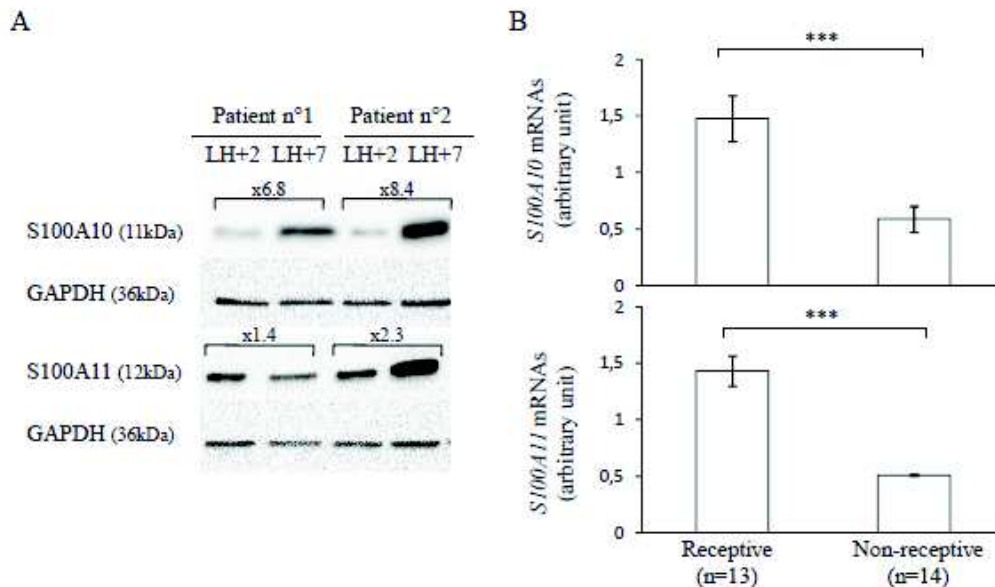 A
Patient n°1 Patient n°2
LH+2 LH+7 LH+2 LH+7
x6.8 x8.4
S100A10 (11kDa)
GAPDH (36kDa)
x1.4 x2.3
S100A11 (12kDa)
GAPDH (36kDa)
B
***
2
1,5
1
0,5
0
S100A10 mRNAs
(arbitrary unit)
***
2
1,5
1
0,5
0
S100A11 mRNAs
(arbitrary unit)
Receptive
(n=13)
Non-receptive
(n=14)